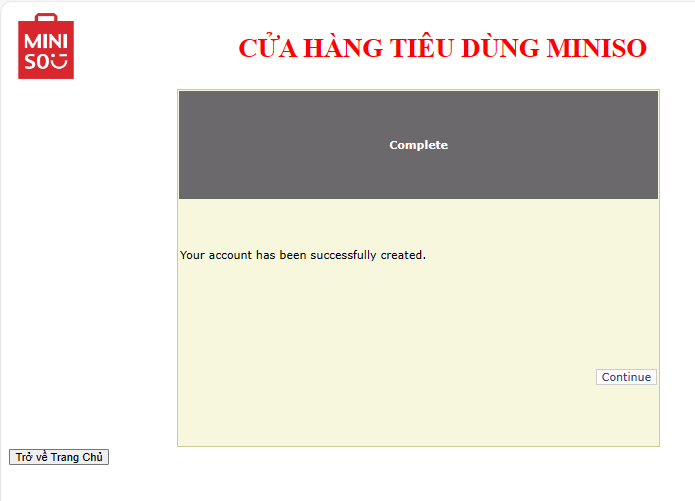 MINI
SO
CỬA HÀNG TIÊU DÙNG MINISO
Complete
Your account has been successfully created.
Continue
Trở về Trang Chủ